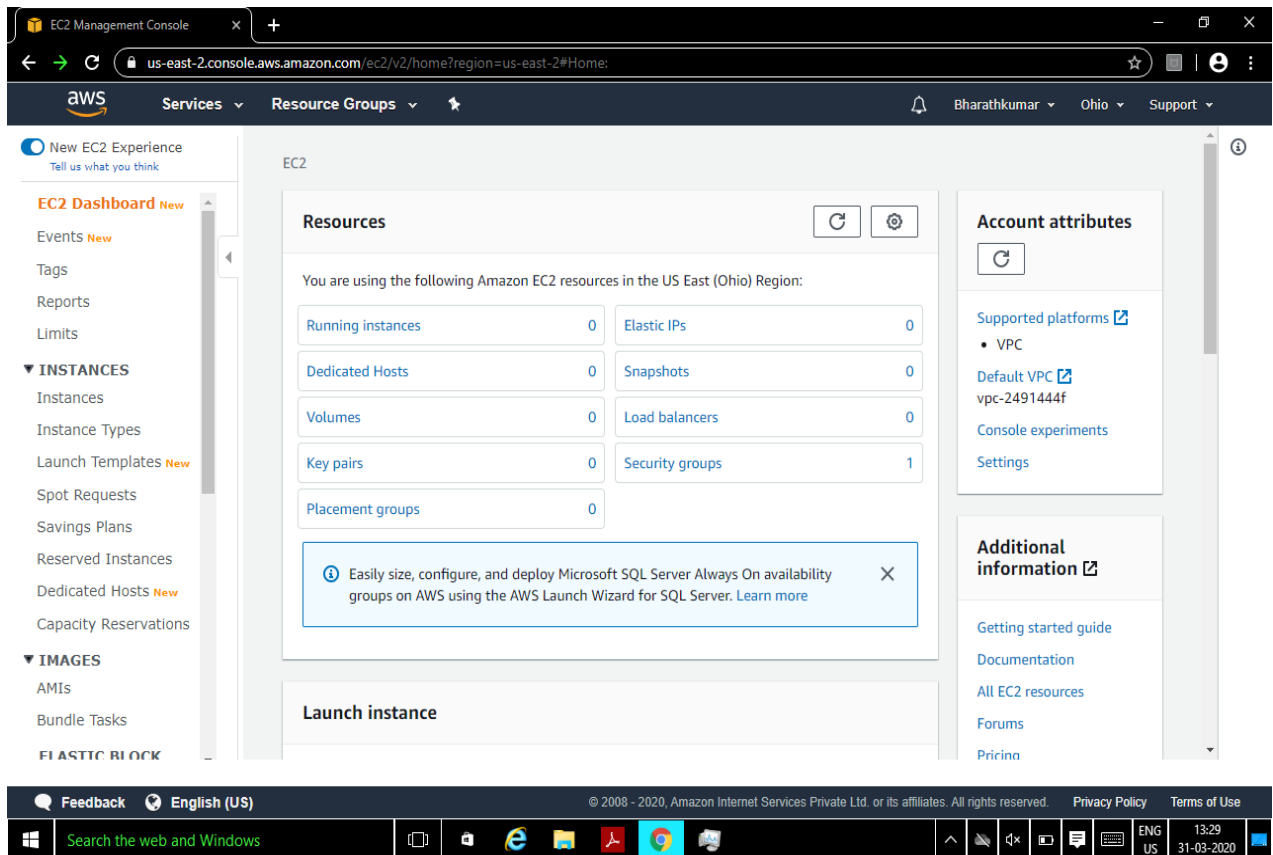 EC2 Management Console
us-east-2.console.aws.amazon.com/ec2/v2/home?region=us-east-2#Home:
aws Services Resource Groups Bharathkumar Ohio Support
New EC2 Experience
Tell us what you think
EC2 Dashboard New
Events New
Tags
Reports
Limits
INSTANCES
Instances
Instance Types
Launch Templates New
Spot Requests
Savings Plans
Reserved Instances
Dedicated Hosts New
Capacity Reservations
IMAGES
AMIs
Bundle Tasks
ELASTIC BLOCK
EC2
Resources
You are using the following Amazon EC2 resources in the US East (Ohio) Region:
Running instances 0 Elastic IPs 0
Dedicated Hosts 0 Snapshots 0
Volumes 0 Load balancers 0
Key pairs 0 Security groups 1
Placement groups 0
Easily size, configure, and deploy Microsoft SQL Server Always On availability
groups on AWS using the AWS Launch Wizard for SQL Server. Learn more
Launch instance
Account attributes
Supported platforms
• VPC
Default VPC
vpc-2491444f
Console experiments
Settings
Additional
information
Getting started guide
Documentation
All EC2 resources
Forums
Pricing
Feedback English (US) © 2008 - 2020, Amazon Internet Services Private Ltd. or its affiliates. All rights reserved. Privacy Policy Terms of Use
Search the web and Windows
ENG
US
13:29
31-03-2020